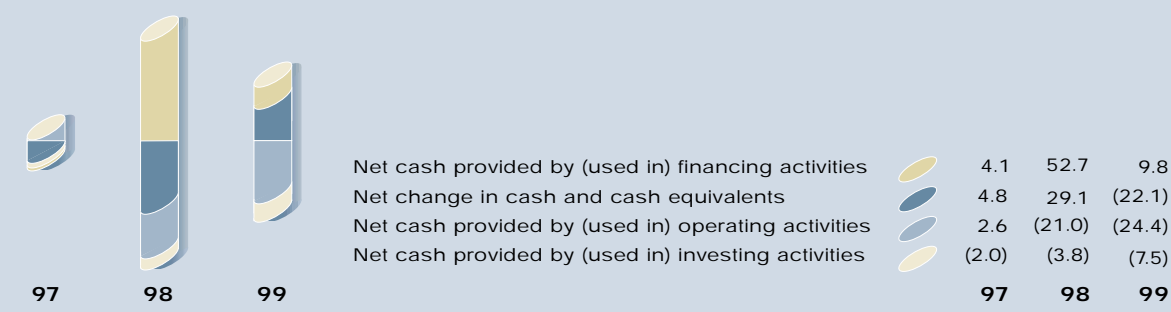 Net cash provided by (used in) financing activities 4.1 52.7 9.8
Net change in cash and cash equivalents 4.8 29.1 (22.1)
Net cash provided by (used in) operating activities 2.6 (21.0) (24.4)
Net cash provided by (used in) investing activities (2.0) (3.8) (7.5)
97 98 99 97 98 99